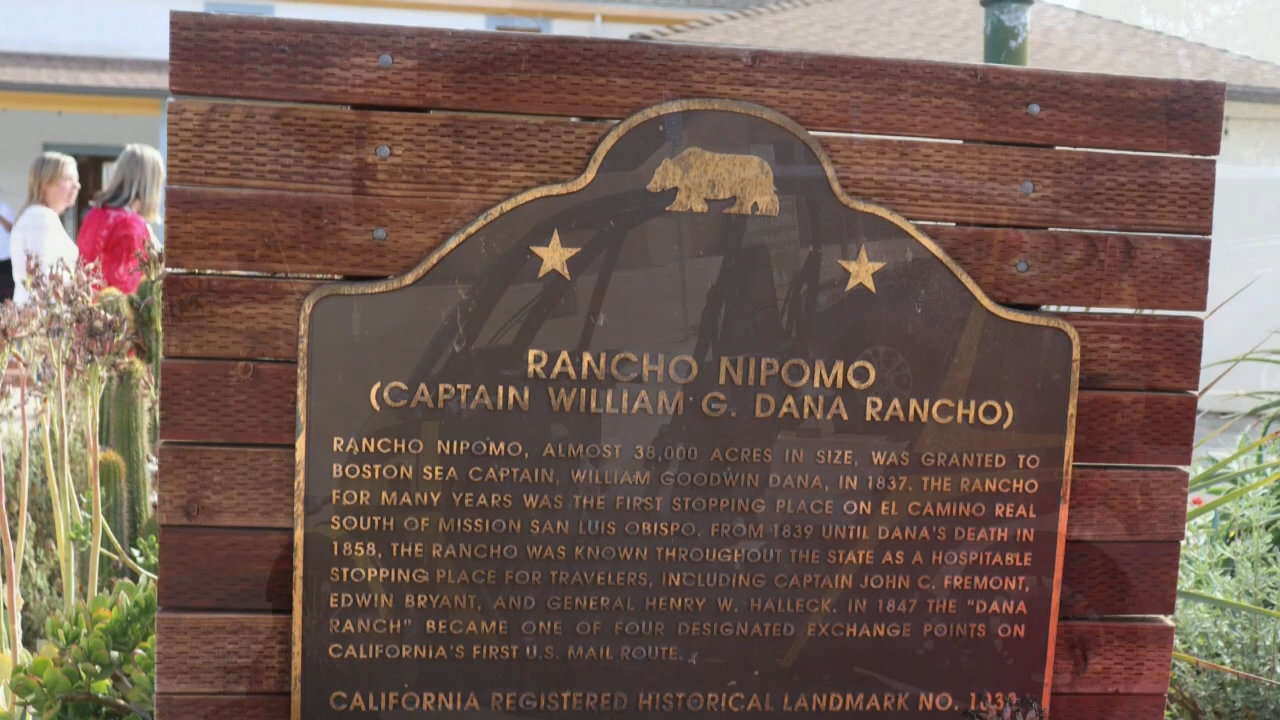 RANCHO NIPOMO
(CAPTAIN WILLIAM G. DANA RANCHO)
RANCHO NIPOMO, ALMOST 38,000 ACRES IN SIZE, WAS GRANTED TO
BOSTON SEA CAPTAIN, WILLIAM GOODWIN DANA, IN 1837. THE RANCHO
FOR MANY YEARS WAS THE FIRST STOPPING PLACE ON EL CAMINO REAL
SOUTH OF MISSION SAN LUIS OBISPO. FROM 1839 UNTIL DANA'S DEATH IN
1858, THE RANCHO WAS KNOWN THROUGHOUT THE STATE AS A HOSPITABLE
STOPPING PLACE FOR TRAVELERS, INCLUDING CAPTAIN JOHN C. FREMONT,
EDWIN BRYANT, AND GENERAL HENRY W. HALLECK. IN 1847 THE “DANA
RANCH” BECAME ONE OF FOUR DESIGNATED EXCHANGE POINTS ON
CALIFORNIA'S FIRST U.S. MAIL ROUTE.
CALIFORNIA REGISTERED HISTORICAL LANDMARK NO.